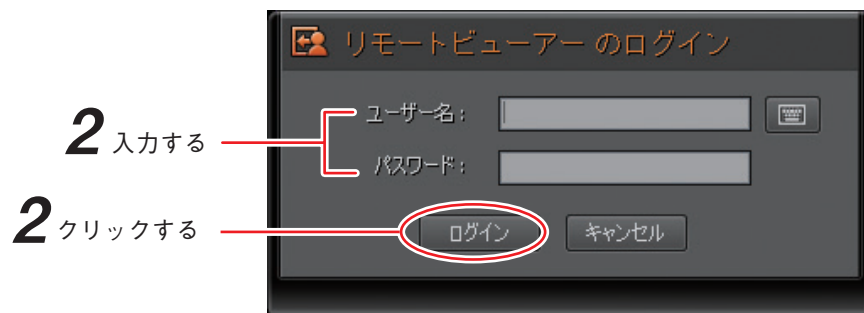 リモートビューアー のログイン
ユーザー名：
2 入力する
パスワード：
2 クリックする
ログイン
キャンセル